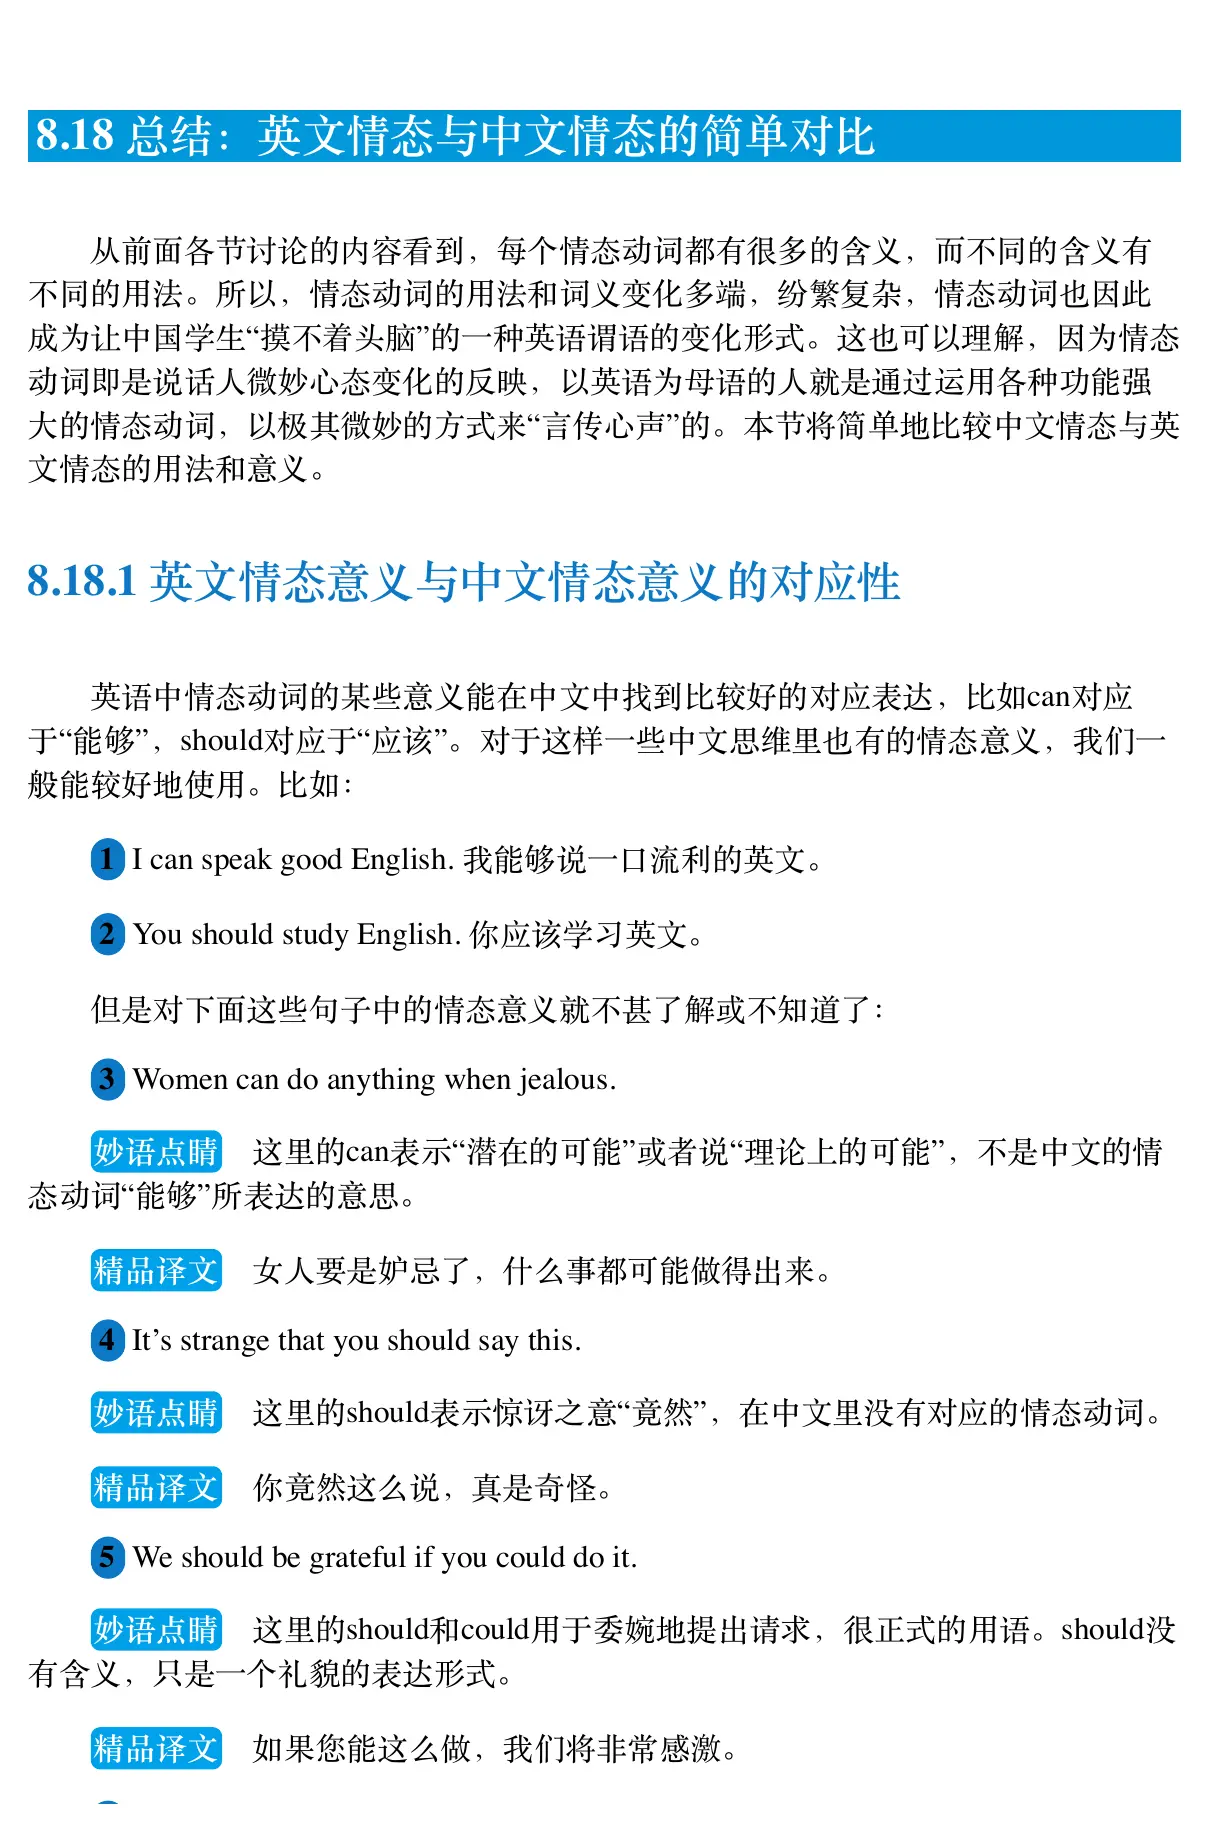 8.18 总结：英文情态与中文情态的简单对比
从前面各节讨论的内容看到，每个情态动词都有很多的含义，而不同的含义有
不同的用法。所以，情态动词的用法和词义变化多端，纷繁复杂，情态动词也因此
成为让中国学生“摸不着头脑”的一种英语谓语的变化形式。这也可以理解，因为情态
动词即是说话人微妙心态变化的反映，以英语为母语的人就是通过运用各种功能强
大的情态动词，以极其微妙的方式来“言传心声”的。本节将简单地比较中文情态与英
文情态的用法和意义。
8.18.1 英文情态意义与中文情态意义的对应性
英语中情态动词的某些意义能在中文中找到比较好的对应表达，比如can对应
于“能够”，should对应于“应该”。对于这样一些中文思维里也有的情态意义，我们一
般能较好地使用。比如：
1 I can speak good English. 我能够说一口流利的英文。
2 You should study English. 你应该学习英文。
但是对下面这些句子中的情态意义就不甚了解或不知道了：
3 Women can do anything when jealous.
妙语点睛 这里的can表示“潜在的可能”或者说“理论上的可能”，不是中文的情
态动词“能够”所表达的意思。
精品译文 女人要是妒忌了，什么事都可能做得出来。
4 It’s strange that you should say this.
妙语点睛 这里的should表示惊讶之意“竟然”，在中文里没有对应的情态动词。
精品译文 你竟然这么说，真是奇怪。
5 We should be grateful if you could do it.
妙语点睛 这里的should和could用于委婉地提出请求，很正式的用语。should没
有含义，只是一个礼貌的表达形式。
精品译文 如果您能这么做，我们将非常感激。